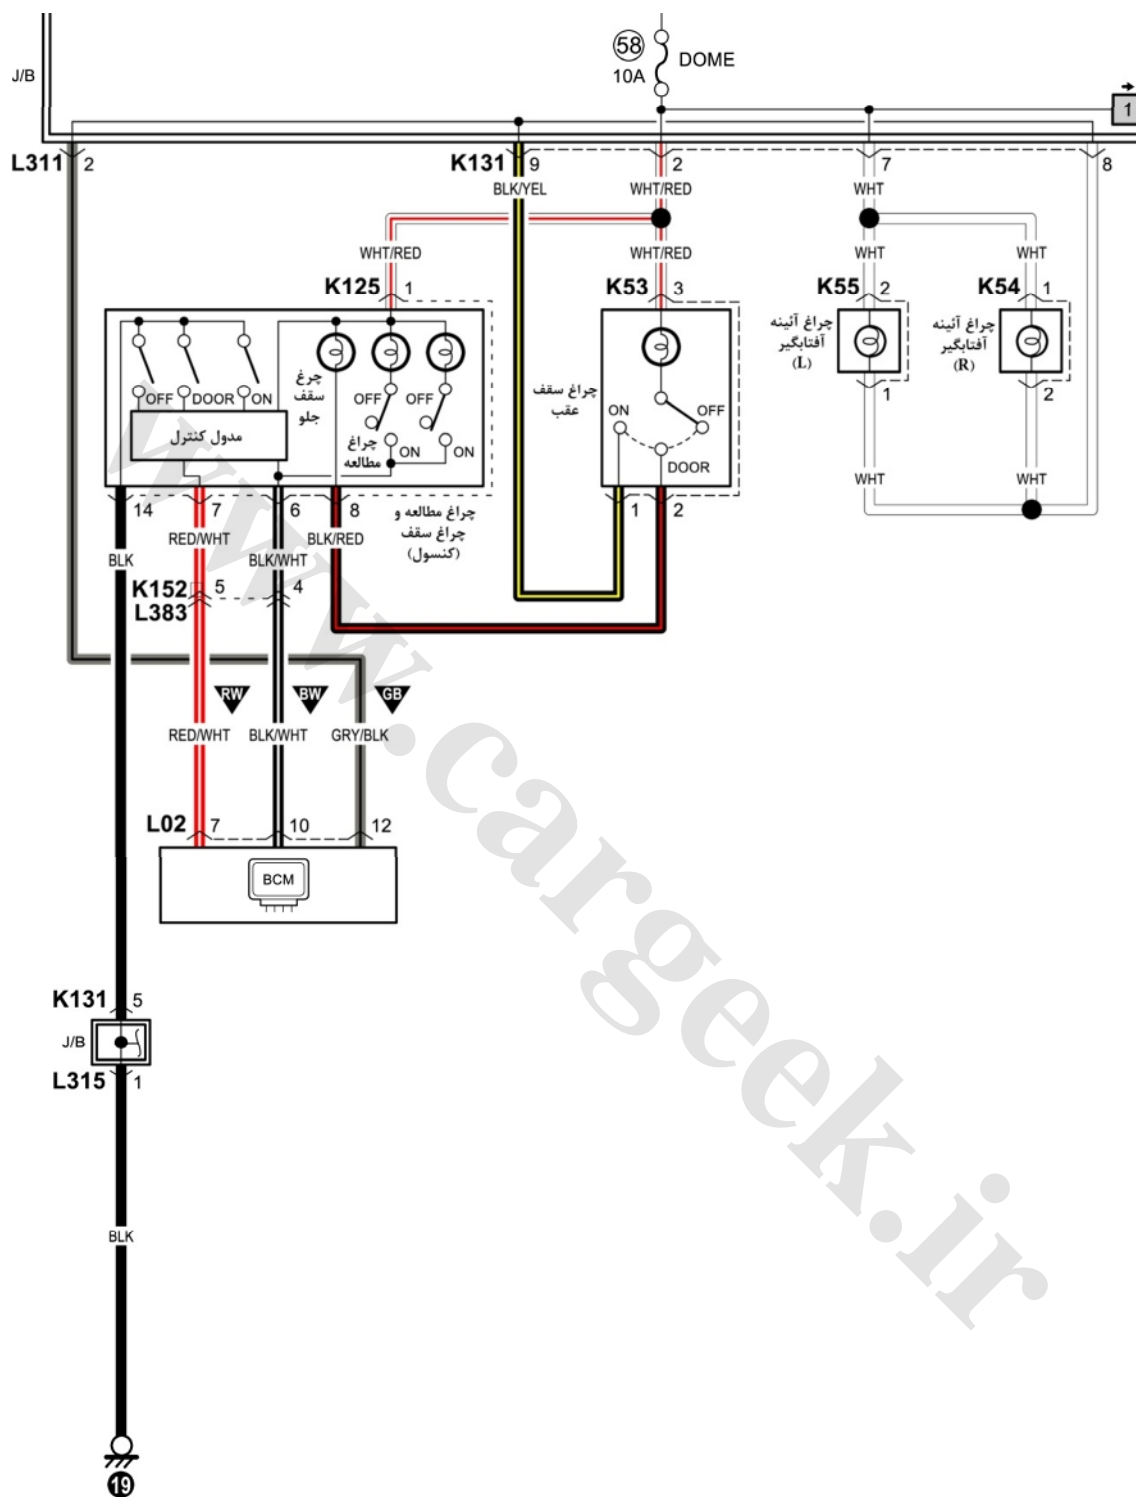 58
10A
DOME
J/B
1
L311 2
K131 9
2
7
8
BLK/YEL
WHT/RED
WHT
WHT/RED
WHT/RED
WHT
WHT
K125 1
K53 3
K55 2
K54 1
OFF DOOR ON
مدول کنترل
چرغ
سقف
جلو
OFF OFF
چراغ
مطالعه
ON ON
چراغ سقف
عقب
ON OFF
DOOR
چراغ آئینه
آفتابگیر
(L)
چراغ آئینه
آفتابگیر
(R)
1
2
WHT
WHT
14 7 6 8
چراغ مطالعه و
چراغ سقف
(کنسول)
1 2
RED/WHT
BLK/RED
BLK
BLK/WHT
K152 5 4
L383
RW
BW
GB
RED/WHT
BLK/WHT
GRY/BLK
L02 7 10 12
BCM
K131 5
J/B
L315 1
BLK
19
www.cargeek.ir